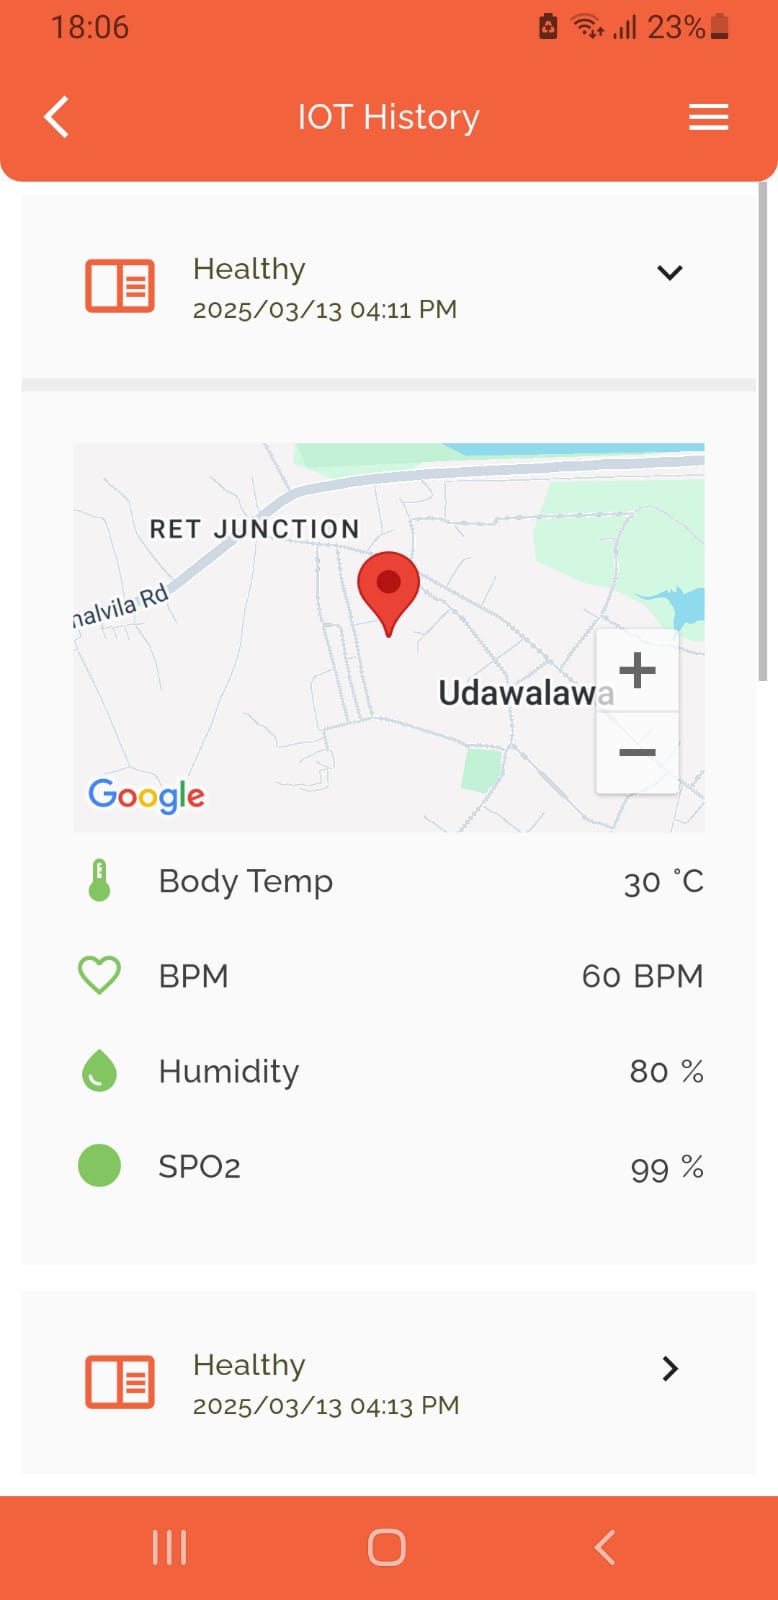 18:06
23%
IOT History
Healthy
2025/03/13 04:11 PM
RET JUNCTION
nalvila Rd
Udawalawa
Google
Body Temp 30 °C
BPM 60 BPM
Humidity 80 %
SPO2 99 %
Healthy
2025/03/13 04:13 PM